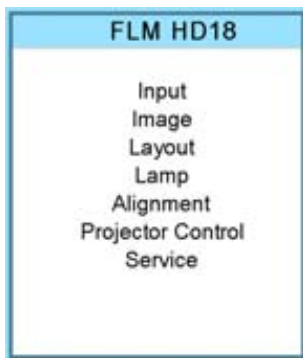 FLM HD18
Input
Image
Layout
Lamp
Alignment
Projector Control
Service